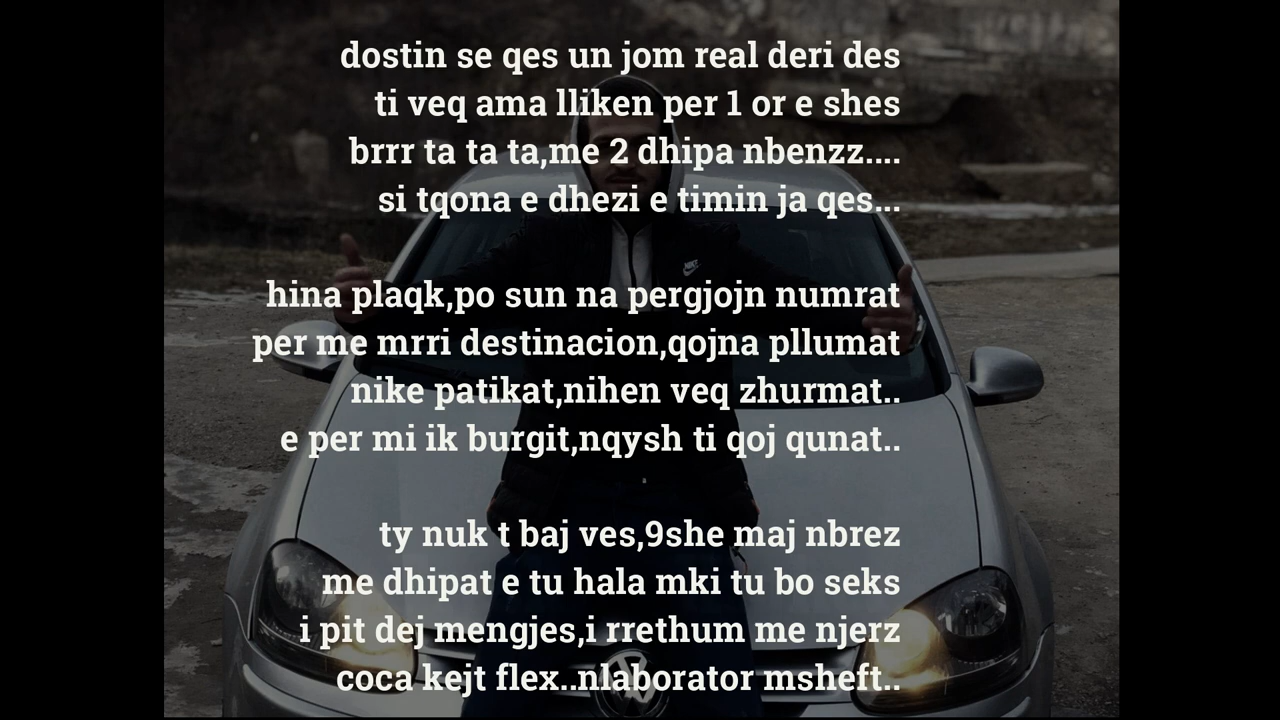 dostin se qes un jom real deri des
ti veq ama lliken per 1 or e shes
brrr ta ta ta,me 2 dhipa nbenzz....
si tqona e dhezi e timin ja qes...
hina plaqk,po sun na pergjojn numrat
per me mrri destinacion,qojna pllumat
nike patikat,nihen veq zhurmat..
e per mi ik burgit,nqysh ti qoj qunat..
ty nuk t baj ves,9she maj nbrez
me dhipat e tu hala mki tu bo seks
i pit dej mengjes,i rrethum me njerz
coca kejt flex..nlaborator msheft..
NIKE